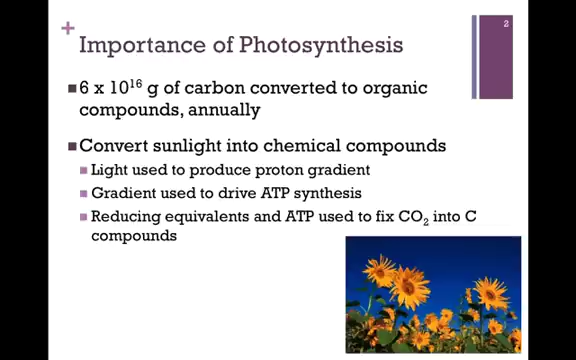 2
+
Importance of Photosynthesis
■6 x 10¹⁶ g of carbon converted to organic
compounds, annually
■Convert sunlight into chemical compounds
■Light used to produce proton gradient
■Gradient used to drive ATP synthesis
■Reducing equivalents and ATP used to fix CO₂ into C
compounds